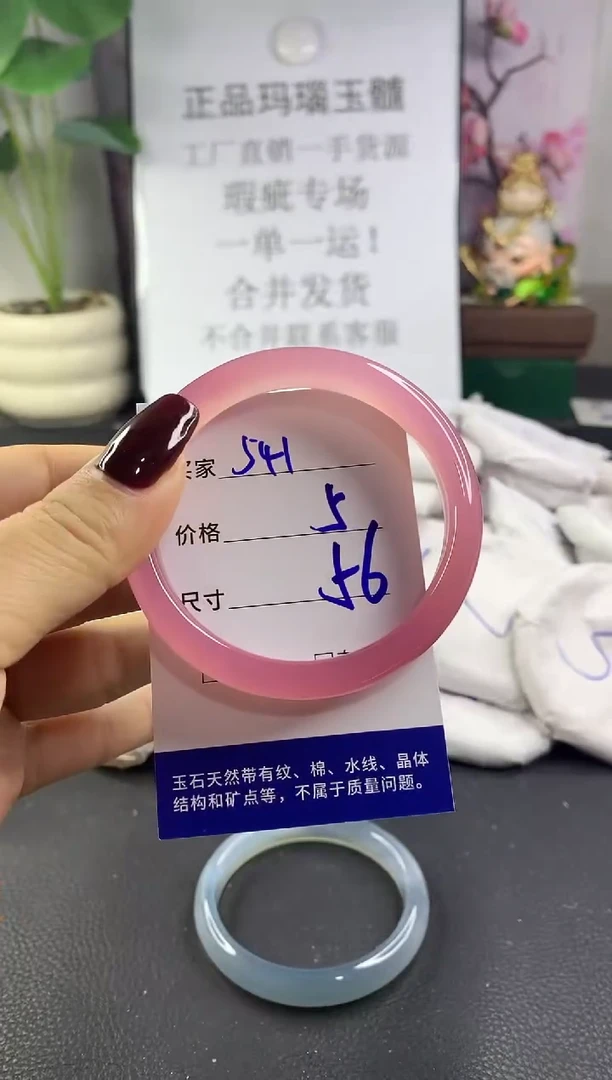 正品玛瑙玉髓
工厂直销一手货源
瑕疵专场
一单一运！
合并发货
不合并联系客服
买家 541
价格 5
尺寸 56
玉石天然带有纹、棉、水线、晶体
结构和矿点等，不属于质量问题。